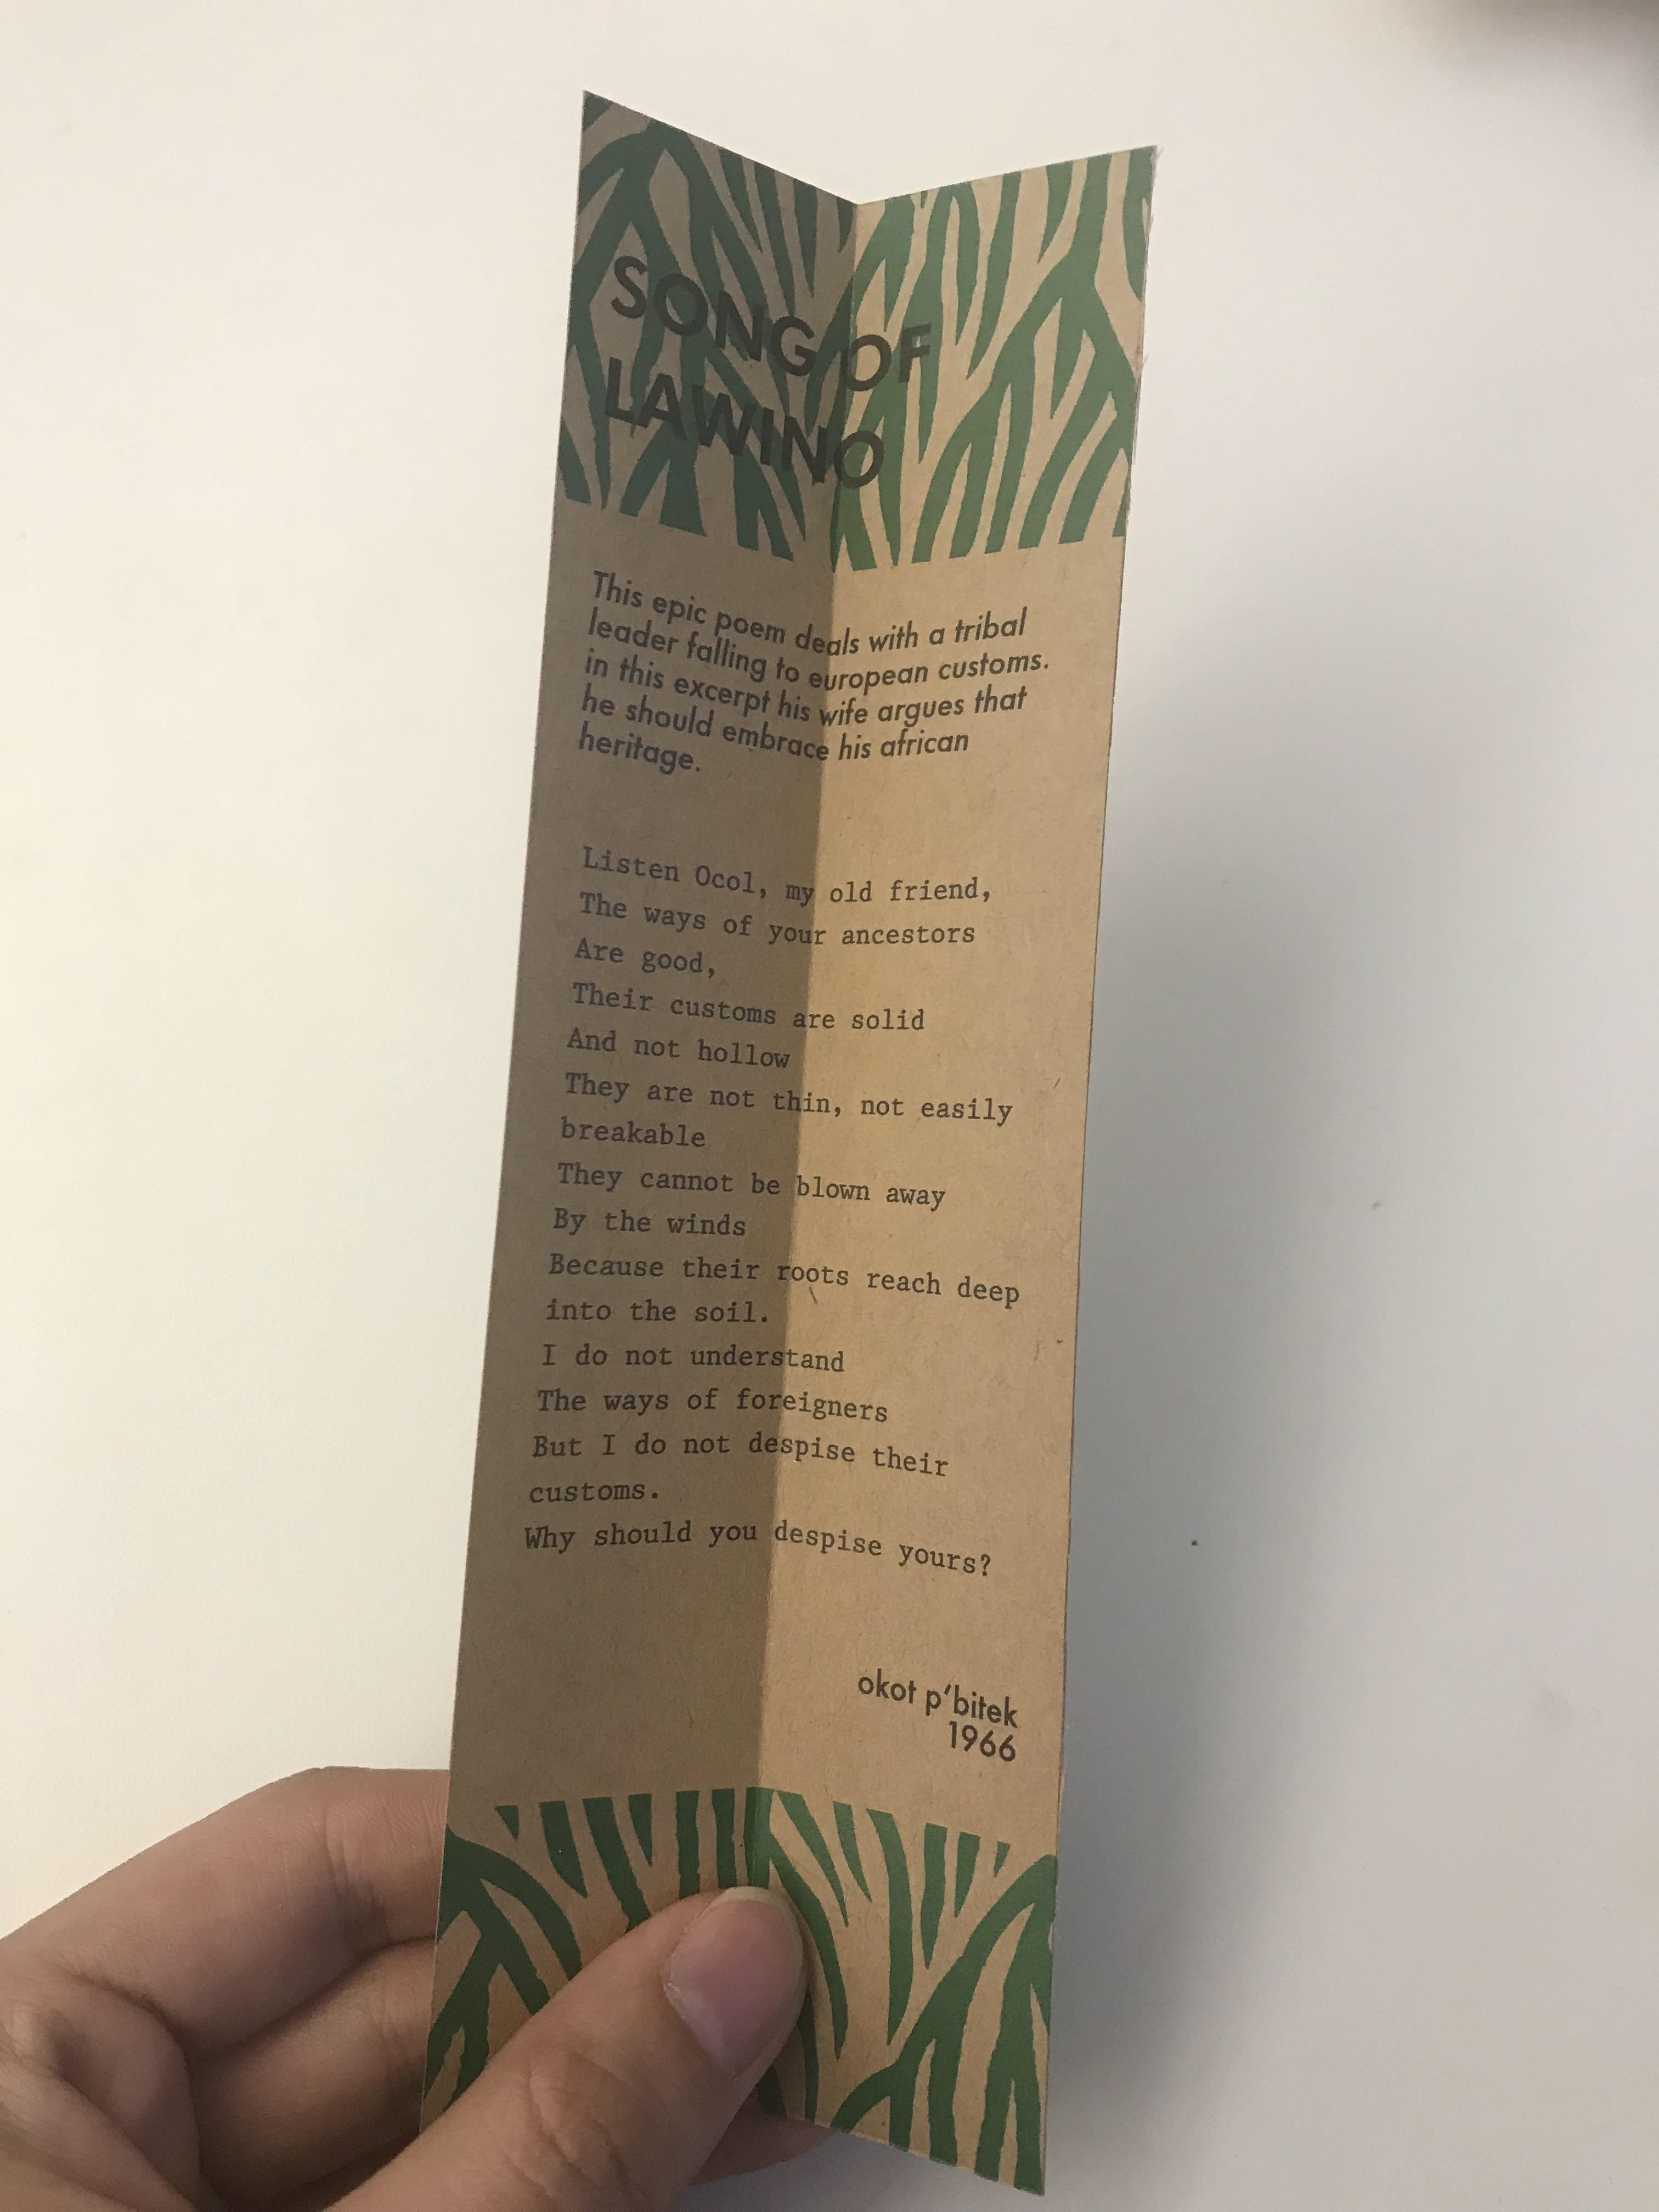 SONG OF
LAWINO
This epic poem deals with a tribal
leader falling to european customs.
in this excerpt his wife argues that
he should embrace his african
heritage.
Listen Ocol, my old friend,
The ways of your ancestors
Are good,
Their customs are solid
And not hollow
They are not thin, not easily
breakable
They cannot be blown away
By the winds
Because their roots reach deep
into the soil.
I do not understand
The ways of foreigners
But I do not despise their
customs.
Why should you despise yours?
okot p'bitek
1966